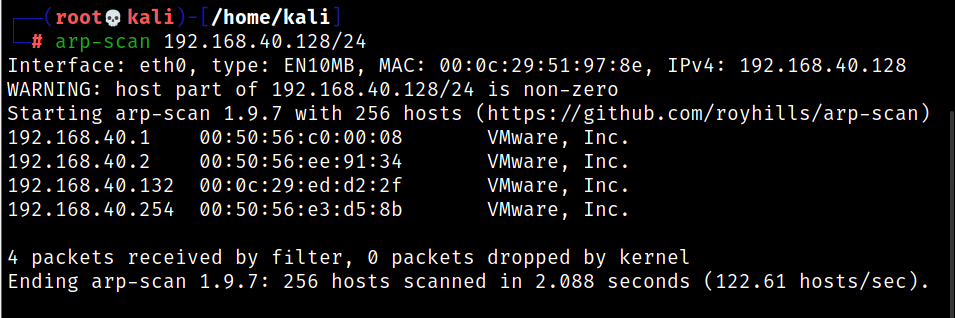 ┌──(root💀kali)-[/home/kali]
└─# arp-scan 192.168.40.128/24
Interface: eth0, type: EN10MB, MAC: 00:0c:29:51:97:8e, IPv4: 192.168.40.128
WARNING: host part of 192.168.40.128/24 is non-zero
Starting arp-scan 1.9.7 with 256 hosts (https://github.com/royhills/arp-scan)
192.168.40.1    00:50:56:c0:00:08       VMware, Inc.
192.168.40.2    00:50:56:ee:91:34       VMware, Inc.
192.168.40.132  00:0c:29:ed:d2:2f       VMware, Inc.
192.168.40.254  00:50:56:e3:d5:8b       VMware, Inc.

4 packets received by filter, 0 packets dropped by kernel
Ending arp-scan 1.9.7: 256 hosts scanned in 2.088 seconds (122.61 hosts/sec).